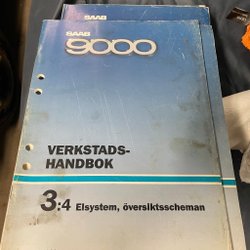 SAAB
SAAB
9000
VERKSTADS-
HANDBOK
3:4 Elsystem, översiktsscheman